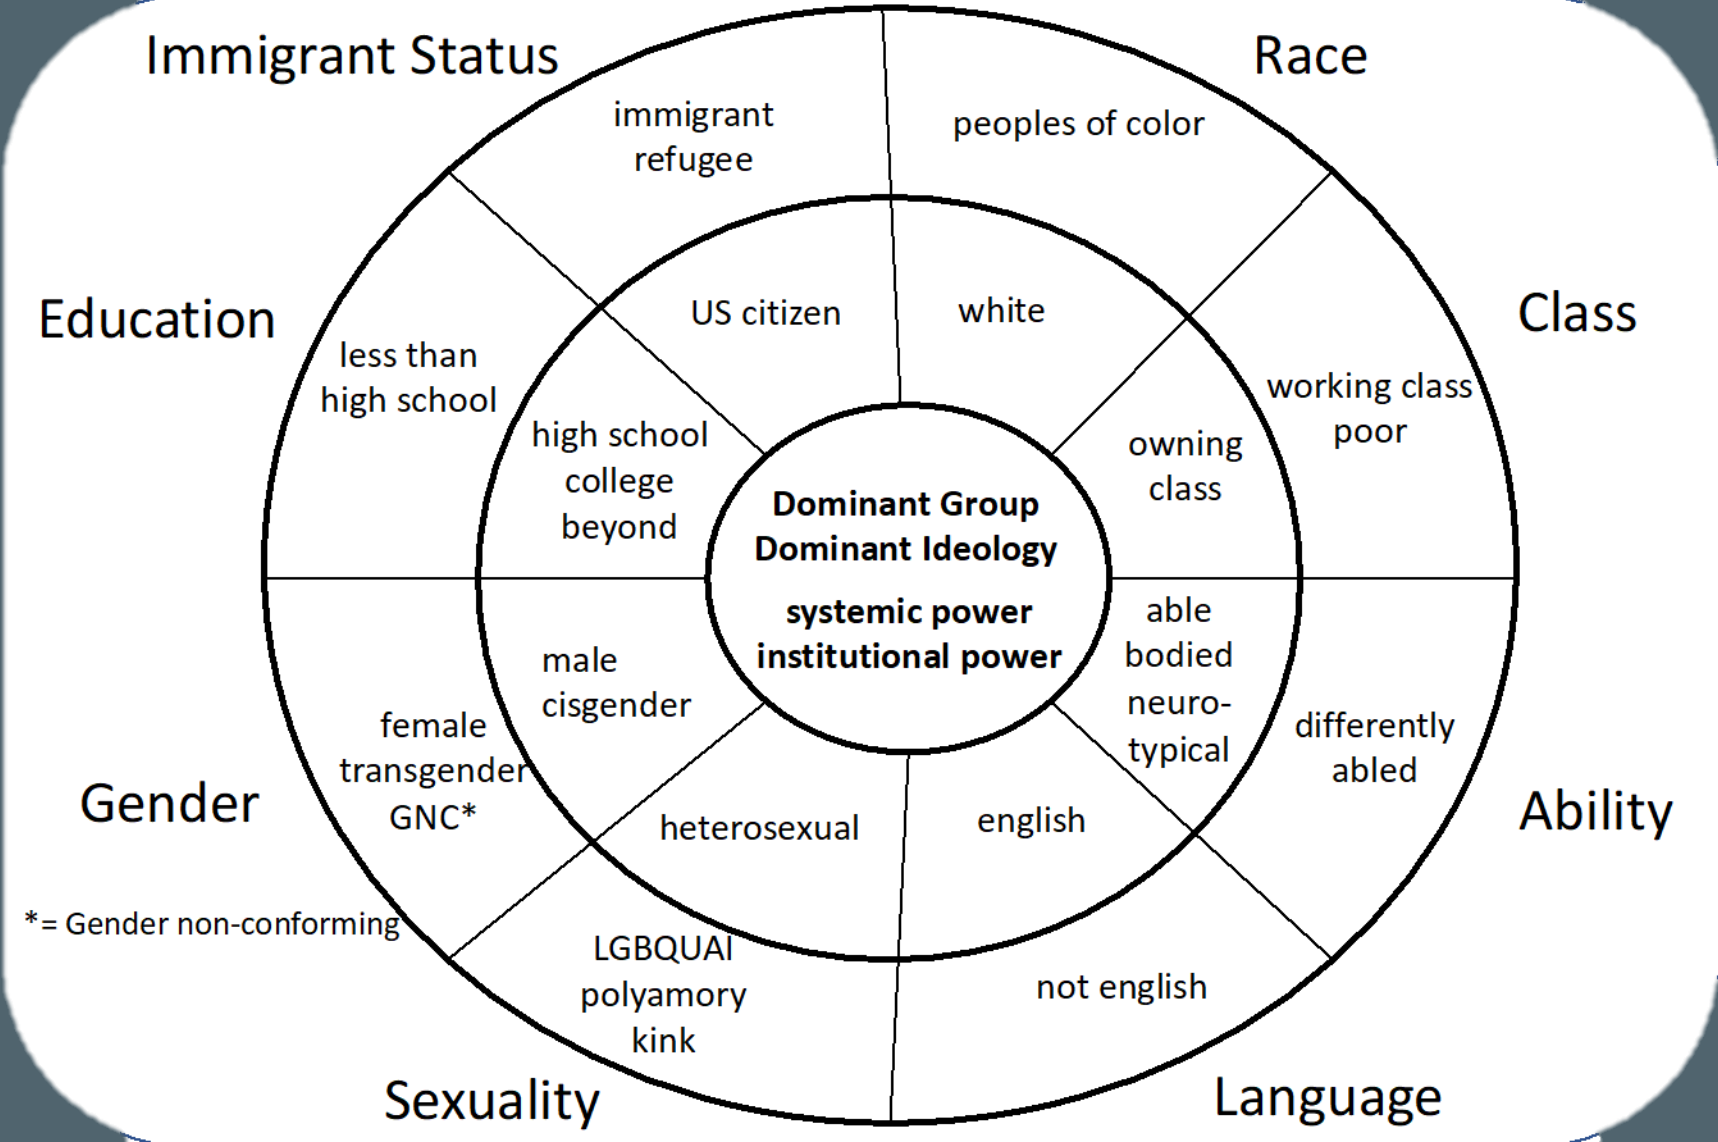 Immigrant Status
Race
immigrant
refugee
peoples of color
US citizen
white
Education
Class
less than
high school
working class
poor
high school
college
beyond
owning
class
Dominant Group
Dominant Ideology
systemic power
institutional power
male
cisgender
able
bodied
neuro-
typical
female
transgender
GNC*
differently
abled
Gender
Ability
heterosexual
english
*= Gender non-conforming
LGBQUAI
polyamory
kink
not english
Sexuality
Language